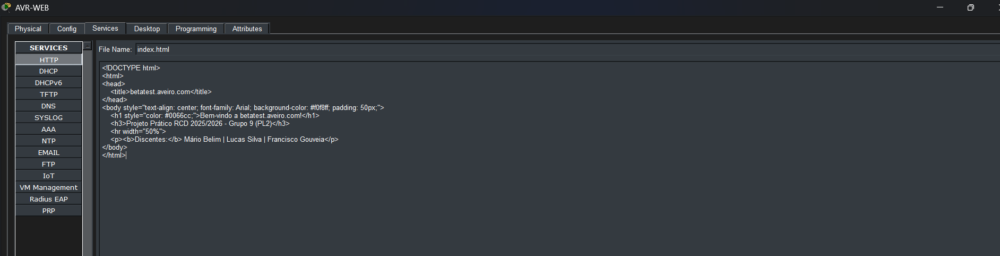 AVR-WEB
Physical Config Services Desktop Programming Attributes
SERVICES
HTTP
DHCP
DHCPv6
TFTP
DNS
SYSLOG
AAA
NTP
EMAIL
FTP
IoT
VM Management
Radius EAP
PRP
File Name: index.html
<!DOCTYPE html>
<html>
<head>
<title>betatest.aveiro.com</title>
</head>
<body style="text-align: center; font-family: Arial; background-color: #f0f8ff; padding: 50px;">
<h1 style="color: #0066cc;">Bem-vindo a betatest.aveiro.com!</h1>
<h3>Projeto Prático RCD 2025/2026 - Grupo 9 (PL2)</h3>
<hr width="50%">
<p><b>Discentes:</b> Mário Belim | Lucas Silva | Francisco Gouveia</p>
</body>
</html>